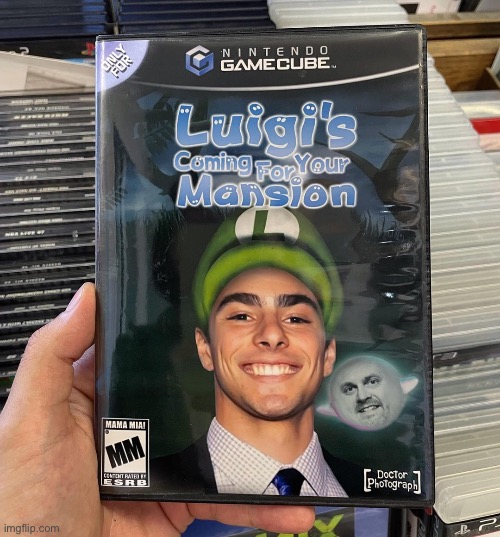 ONLY
FOR
NINTENDO
GAMECUBE™
Luigi's
Coming For Your
Mansion
L
MAMA MIA!
MM
CONTENT RATED BY
ESRB
[Doctor
Photograph]
imgflip.com